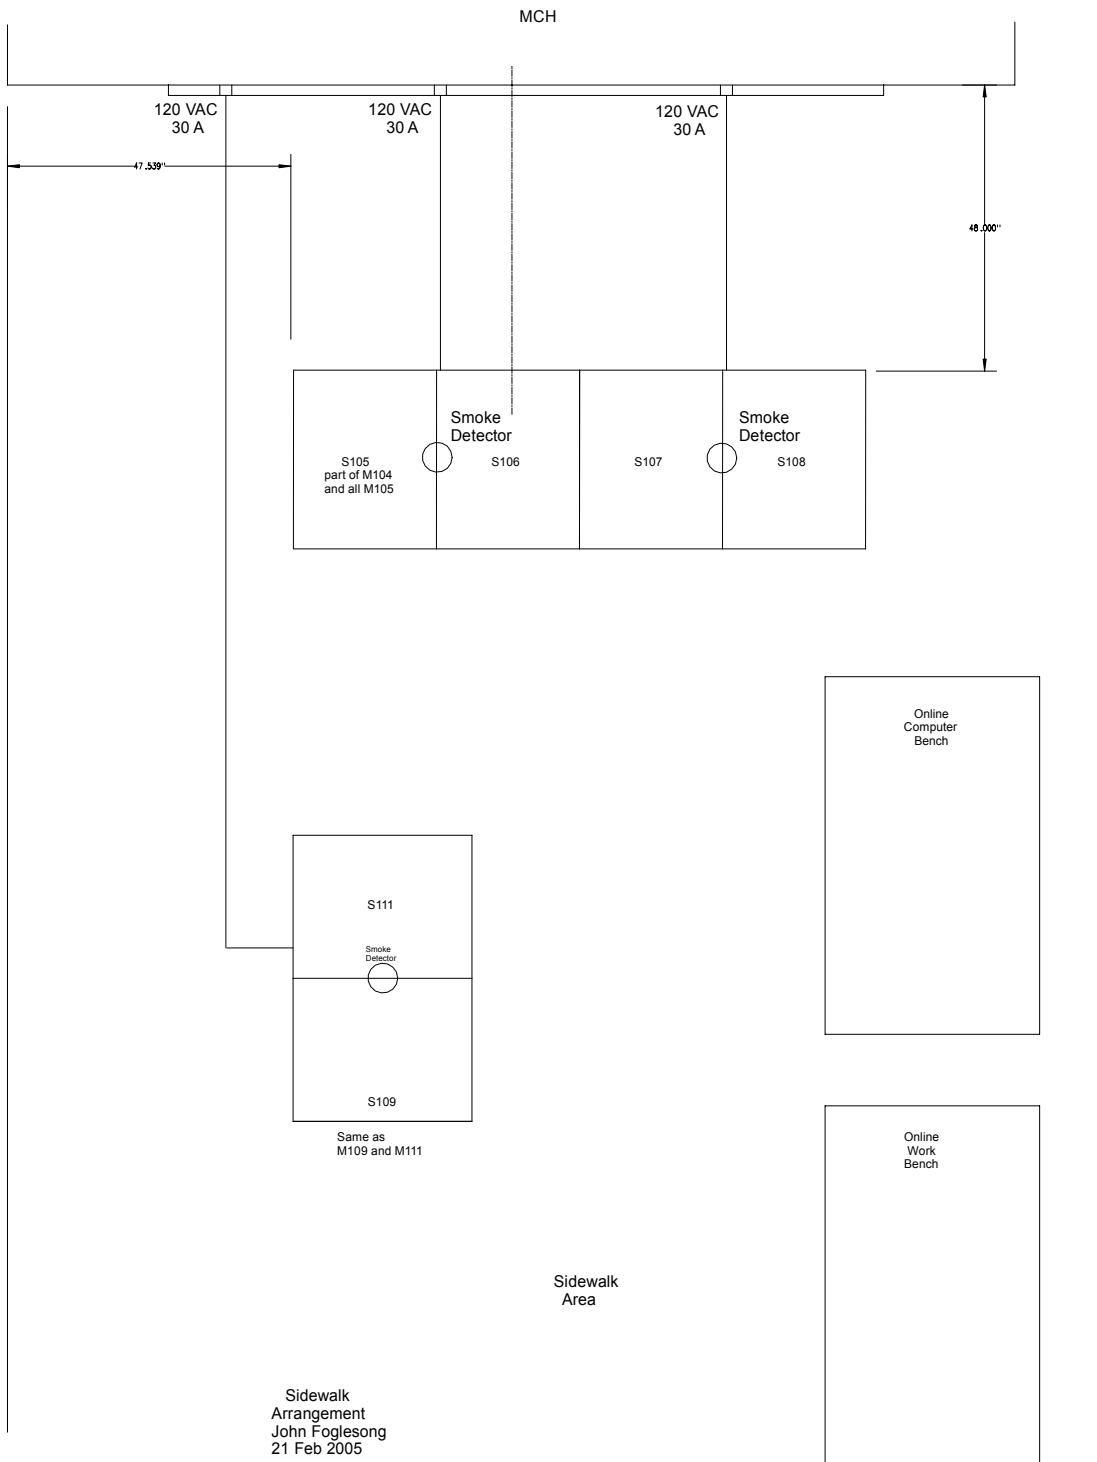 MCH
120 VAC
30 A
120 VAC
30 A
120 VAC
30 A
47.539"
48.000"
Smoke
Detector
Smoke
Detector
S105
part of M104
and all M105
S106
S107
S108
Online
Computer
Bench
S111
Smoke
Detector
S109
Same as
M109 and M111
Online
Work
Bench
Sidewalk
Area
Sidewalk
Arrangement
John Foglesong
21 Feb 2005